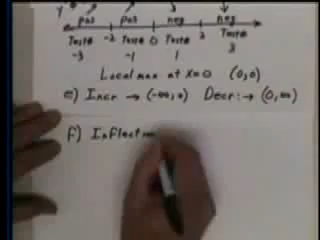 y
pos pos neg neg
Test@ -2 Test@ 0 Test@ 2 Test@
-3 -1 1 3
Local max at x=0 (0,0)
e) Incr → (-∞,0) Decr: → (0,∞)
f) Inflect